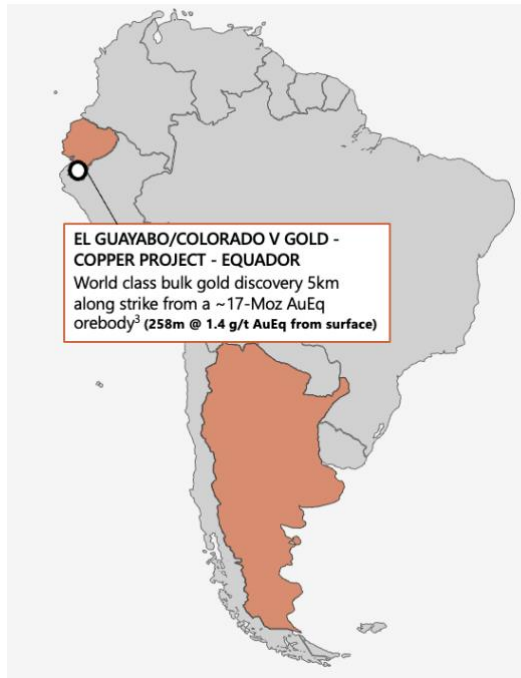 EL GUAYABO/COLORADO V GOLD -
COPPER PROJECT - EQUADOR
World class bulk gold discovery 5km
along strike from a ~17-Moz AuEq
orebody³ (258m @ 1.4 g/t AuEq from surface)